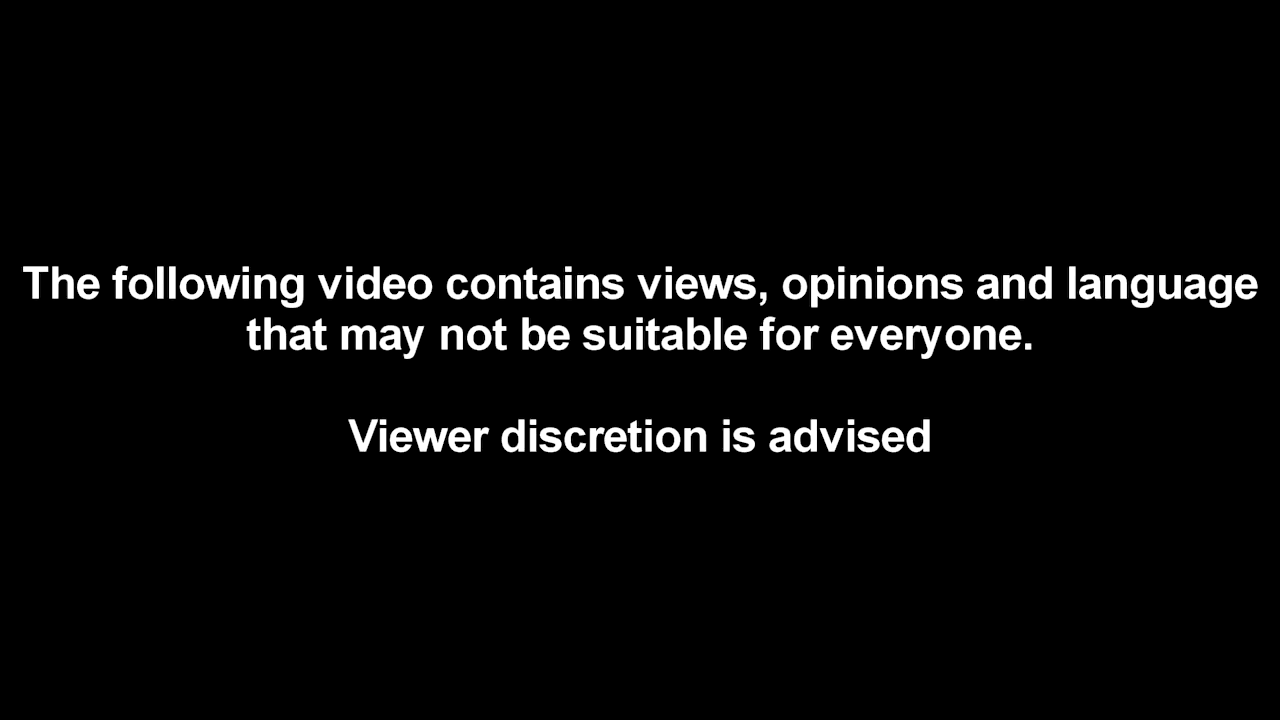 The following video contains views, opinions and language
that may not be suitable for everyone.
Viewer discretion is advised